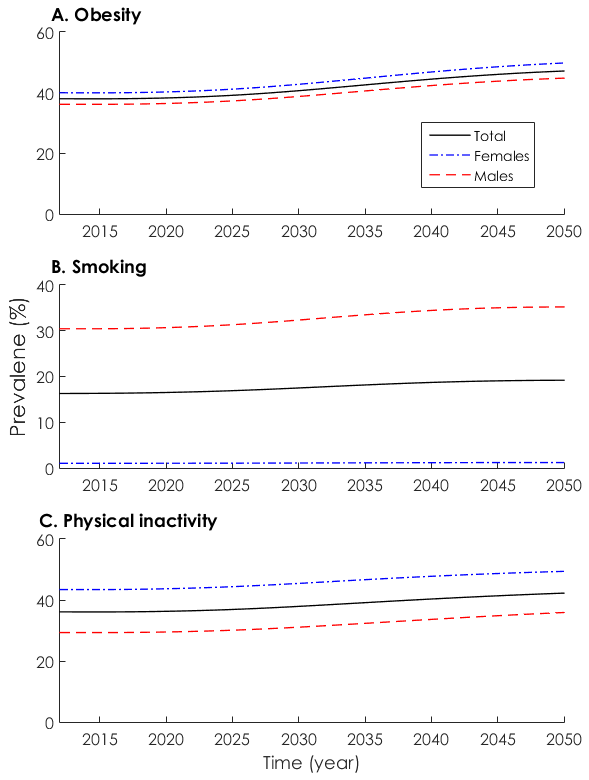 A. Obesity
60
40
20
0
Total
Females
Males
2015 2020 2025 2030 2035 2040 2045 2050
B. Smoking
40
30
20
10
0
2015 2020 2025 2030 2035 2040 2045 2050
Prevalene (%)
C. Physical inactivity
60
40
20
0
2015 2020 2025 2030 2035 2040 2045 2050
Time (year)